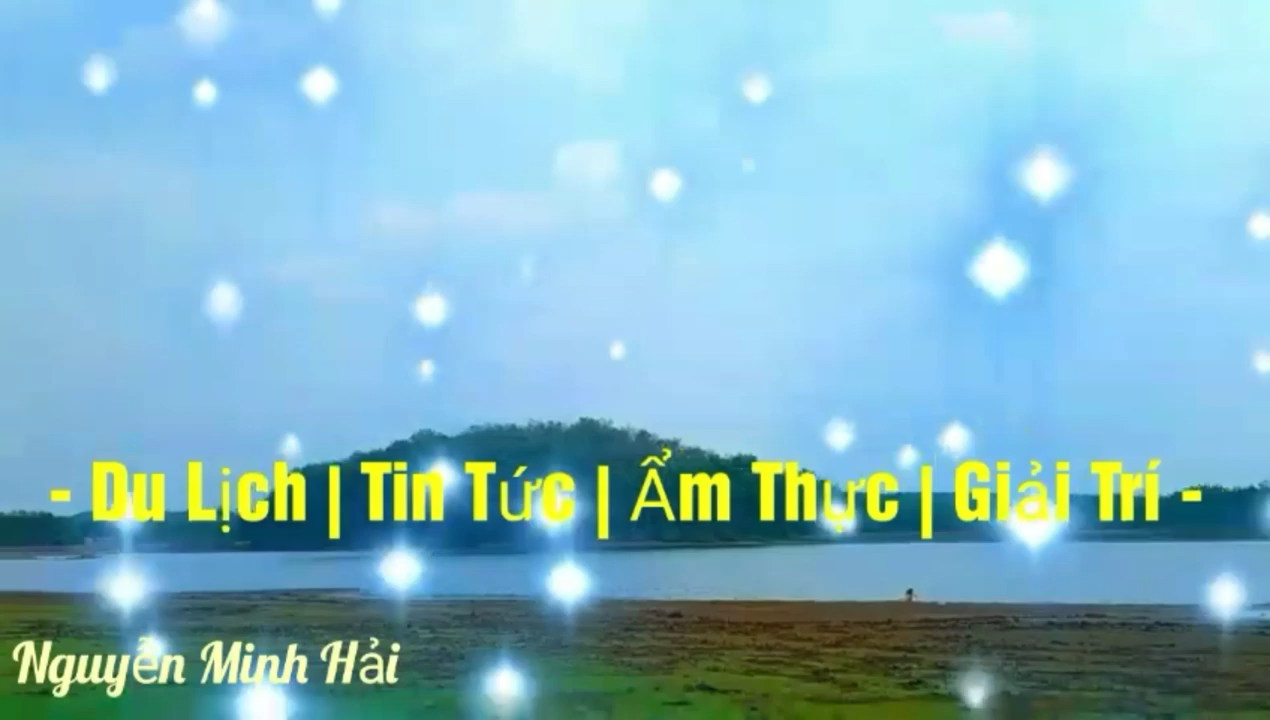 - Du Lịch | Tin Tức | Ẩm Thực | Giải Trí -
Nguyễn Minh Hải